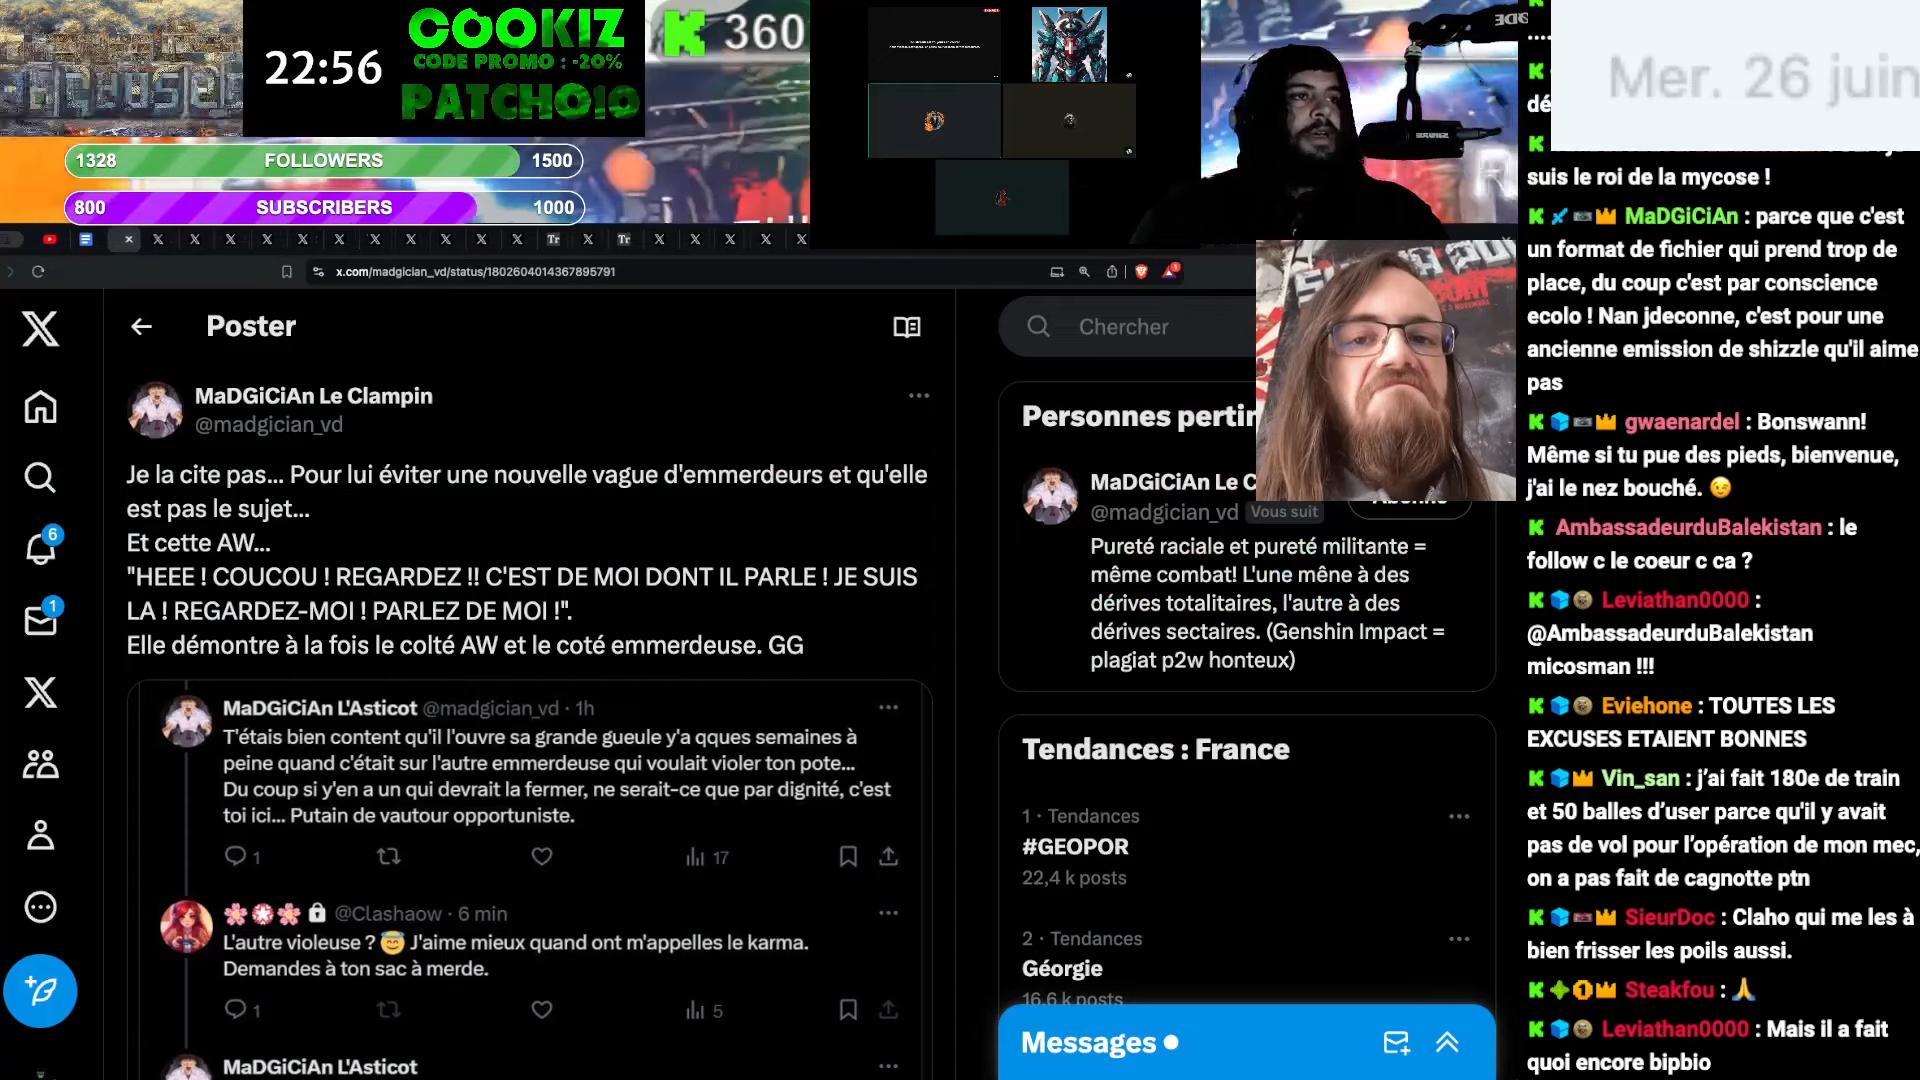 22:56
COOKIZ
CODE PROMO : -20%
PATCHO10
360
1328 FOLLOWERS 1500
800 SUBSCRIBERS 1000
Mer. 26 juin
x.com/madgician_vd/status/1802604014367895791
Poster
MaDGiCiAn Le Clampin
@madgician_vd
Je la cite pas... Pour lui éviter une nouvelle vague d'emmerdeurs et qu'elle
est pas le sujet...
Et cette AW...
"HEEE ! COUCOU ! REGARDEZ !! C'EST DE MOI DONT IL PARLE ! JE SUIS
LA ! REGARDEZ-MOI ! PARLEZ DE MOI !".
Elle démontre à la fois le colté AW et le coté emmerdeuse. GG
MaDGiCiAn L'Asticot @madgician_vd · 1h
T'étais bien content qu'il l'ouvre sa grande gueule y'a qques semaines à
peine quand c'était sur l'autre emmerdeuse qui voulait violer ton pote...
Du coup si y'en a un qui devrait la fermer, ne serait-ce que par dignité, c'est
toi ici... Putain de vautour opportuniste.
1 17
@Clashaow · 6 min
L'autre violeuse ? 😇 J'aime mieux quand ont m'appelles le karma.
Demandes à ton sac à merde.
1 5
MaDGiCiAn L'Asticot
6
1
Chercher
Personnes pertin
MaDGiCiAn Le C
@madgician_vd Vous suit
Pureté raciale et pureté militante =
même combat! L'une mêne à des
dérives totalitaires, l'autre à des
dérives sectaires. (Genshin Impact =
plagiat p2w honteux)
Tendances : France
1 · Tendances
#GEOPOR
22,4 k posts
2 · Tendances
Géorgie
16,6 k posts
Messages
dé
suis le roi de la mycose !
MaDGiCiAn : parce que c'est
un format de fichier qui prend trop de
place, du coup c'est par conscience
ecolo ! Nan jdeconne, c'est pour une
ancienne emission de shizzle qu'il aime
pas
gwaenardel : Bonswann!
Même si tu pue des pieds, bienvenue,
j'ai le nez bouché. 😉
AmbassadeurduBalekistan : le
follow c le coeur c ca ?
Leviathan0000 :
@AmbassadeurduBalekistan
micosman !!!
Eviehone : TOUTES LES
EXCUSES ETAIENT BONNES
Vin_san : j'ai fait 180e de train
et 50 balles d'user parce qu'il y avait
pas de vol pour l'opération de mon mec,
on a pas fait de cagnotte ptn
SieurDoc : Claho qui me les à
bien frisser les poils aussi.
Steakfou : 🙏
Leviathan0000 : Mais il a fait
quoi encore bipbio